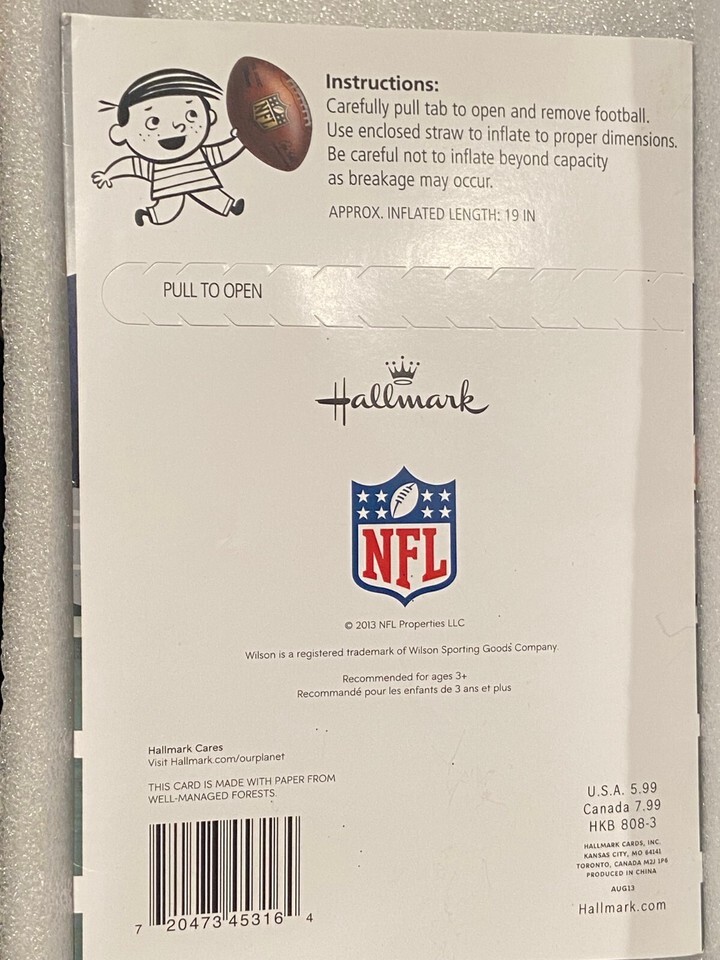 Instructions:
Carefully pull tab to open and remove football.
Use enclosed straw to inflate to proper dimensions.
Be careful not to inflate beyond capacity
as breakage may occur.
APPROX. INFLATED LENGTH: 19 IN
NFL
PULL TO OPEN
Hallmark
NFL
© 2013 NFL Properties LLC
Wilson is a registered trademark of Wilson Sporting Goods Company.
Recommended for ages 3+
Recommandé pour les enfants de 3 ans et plus
Hallmark Cares
Visit Hallmark.com/ourplanet
THIS CARD IS MADE WITH PAPER FROM
WELL-MANAGED FORESTS.
7 20473 45316 4
U.S.A. 5.99
Canada 7.99
HKB 808-3
HALLMARK CARDS, INC.
KANSAS CITY, MO 64141
TORONTO, CANADA M2J 1P6
PRODUCED IN CHINA
AUG13
Hallmark.com